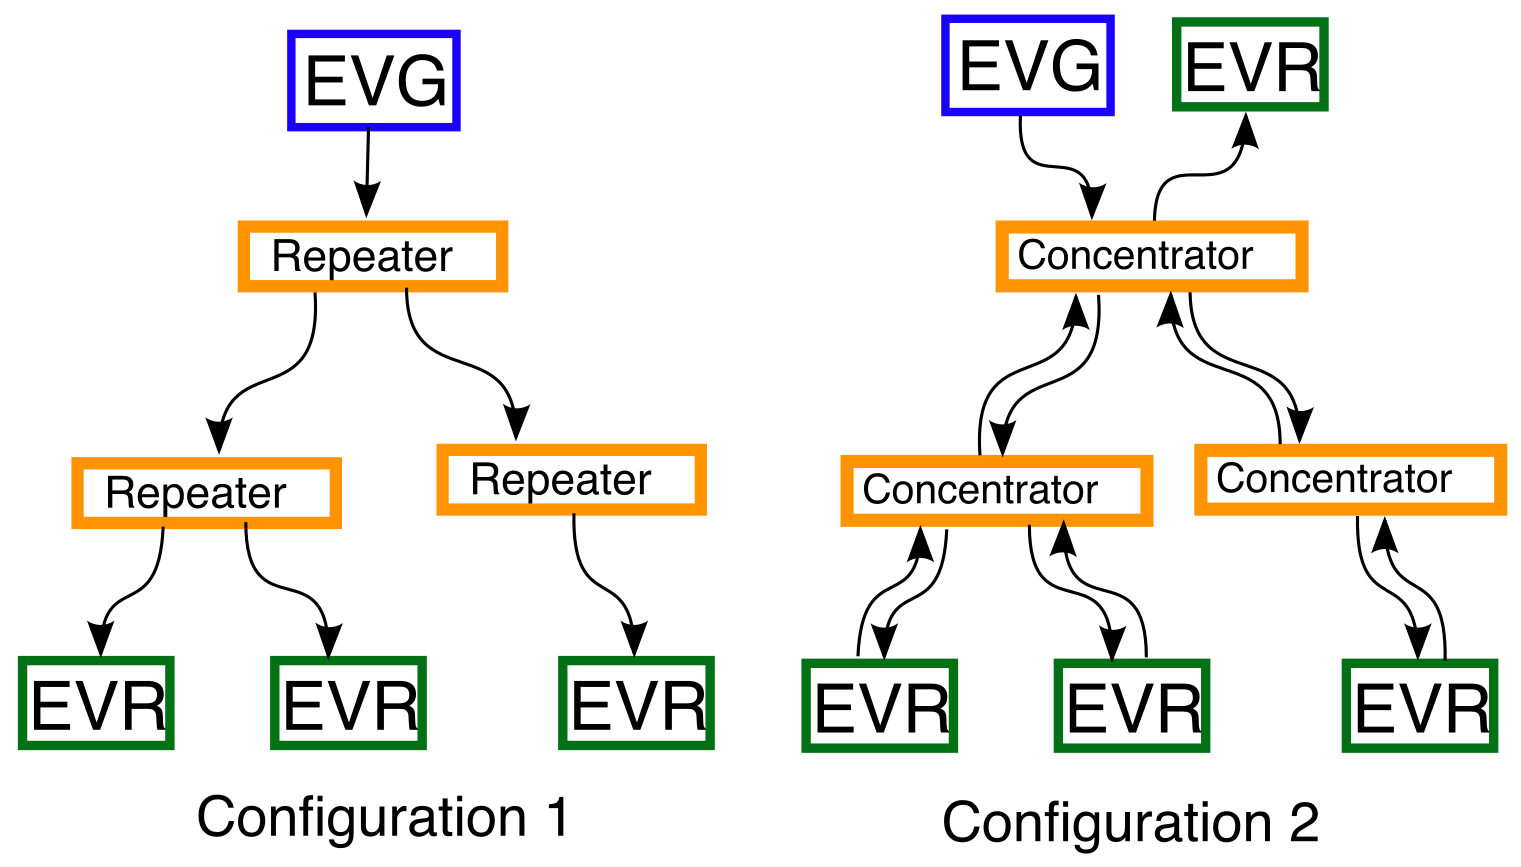 EVG
Repeater
Repeater
Repeater
EVR
EVR
EVR
Configuration 1
EVG
EVR
Concentrator
Concentrator
Concentrator
EVR
EVR
EVR
Configuration 2